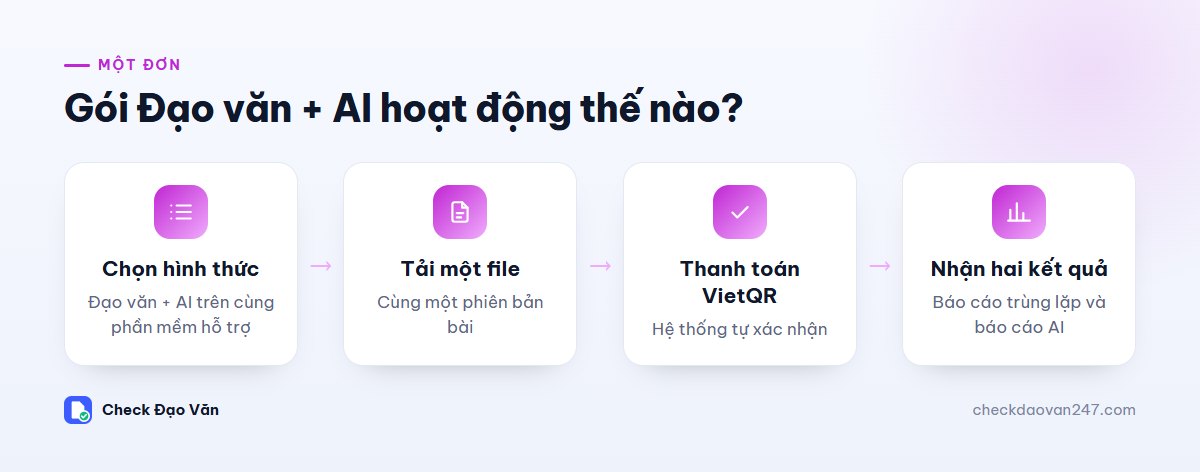 MỘT ĐƠN
Gói Đạo văn + AI hoạt động thế nào?
Chọn hình thức
Đạo văn + AI trên cùng
phần mềm hỗ trợ
Tải một file
Cùng một phiên bản
bài
Thanh toán
VietQR
Hệ thống tự xác nhận
Nhận hai kết quả
Báo cáo trùng lặp và
báo cáo AI
Check Đạo Văn
checkdaovan247.com